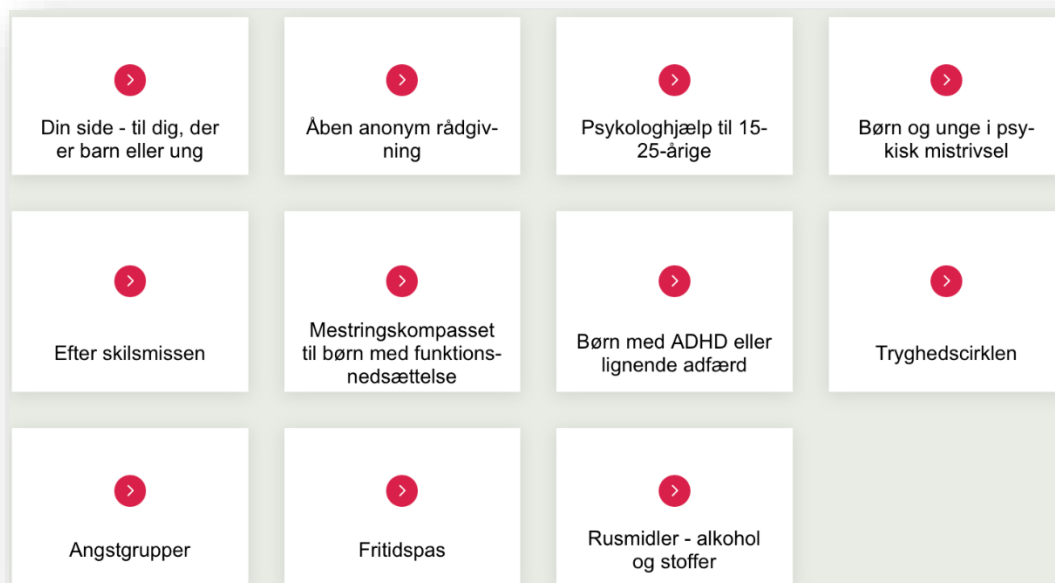 Din side - til dig, der
er barn eller ung
Åben anonym rådgiv-
ning
Psykologhjælp til 15-
25-årige
Børn og unge i psy-
kisk mistrivsel
Efter skilsmissen
Mestringskompasset
til børn med funktions-
nedsættelse
Børn med ADHD eller
lignende adfærd
Tryghedscirklen
Angstgrupper
Fritidspas
Rusmidler - alkohol
og stoffer